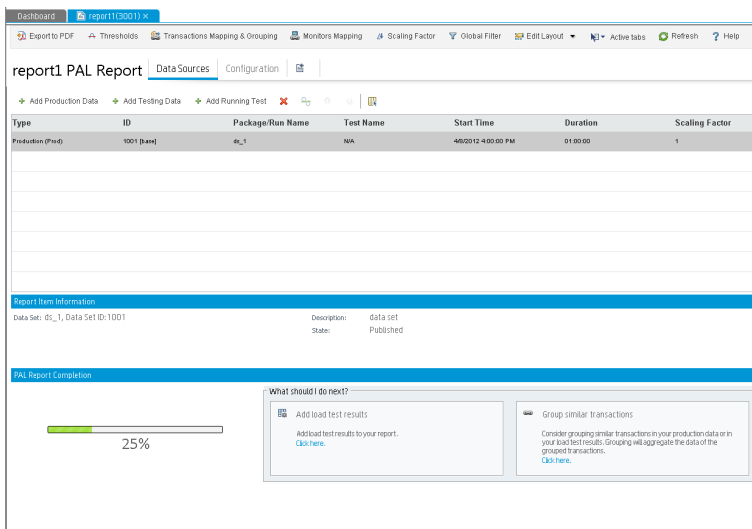 Dashboard report1(3001) ×
Export to PDF Thresholds Transactions Mapping & Grouping Monitors Mapping Scaling Factor Global Filter Edit Layout Active tabs Refresh Help
report1 PAL Report Data Sources Configuration
Add Production Data Add Testing Data Add Running Test
Type ID Package/Run Name Test Name Start Time Duration Scaling Factor
Production (Prod) 1001 [base] ds_1 N/A 4/9/2012 4:00:00 PM 01:00:00 1
Report Item Information
Data Set: ds_1, Data Set ID:1001 Description: data set
State: Published
PAL Report Completion
What should I do next?
Add load test results Group similar transactions
Add load test results to your report.
Click here.
Consider grouping similar transactions in your production data or in
your load test results. Grouping will aggregate the data of the
grouped transactions.
Click here.
25%